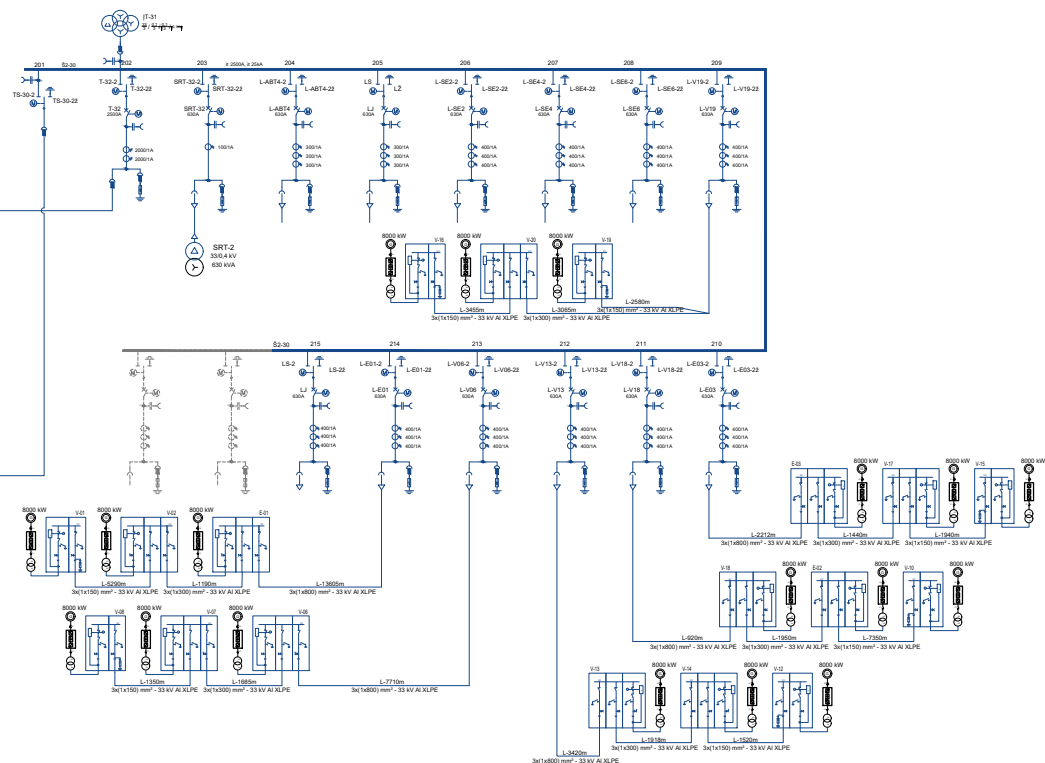 JT-31
201
Š2-30
202
it 2500A, it 25kA
203
204
205
206
207
208
209
TS-30-2
TS-30-22
T-32-2
T-32-22
T-32
2500A
2000/1A
2000/1A
SRT-32-2
SRT-32-22
SRT-32
630A
100/1A
L-ABT4-2
L-ABT4-22
L-ABT4
630A
300/1A
300/1A
300/1A
LS
LŽ
LJ
630A
300/1A
300/1A
300/1A
L-SE2-2
L-SE2-22
L-SE2
630A
400/1A
400/1A
400/1A
L-SE4-2
L-SE4-22
L-SE4
630A
400/1A
400/1A
400/1A
L-SE6-2
L-SE6-22
L-SE6
630A
400/1A
400/1A
400/1A
L-V19-2
L-V19-22
L-V19
630A
400/1A
400/1A
400/1A
SRT-2
33/0,4 kV
630 kVA
8000 kW
V-16
8000 kW
V-20
8000 kW
V-19
L-3455m
3x(1x150) mm² - 33 kV Al XLPE
L-3065m
3x(1x300) mm² - 33 kV Al XLPE
L-2580m
3x(1x150) mm² - 33 kV Al XLPE
Š2-30
215
214
213
212
211
210
LS-2
LS-22
LJ
630A
400/1A
400/1A
400/1A
L-E01-2
L-E01-22
L-E01
630A
400/1A
400/1A
400/1A
L-V06-2
L-V06-22
L-V06
630A
400/1A
400/1A
400/1A
L-V13-2
L-V13-22
L-V13
630A
400/1A
400/1A
400/1A
L-V18-2
L-V18-22
L-V18
630A
400/1A
400/1A
400/1A
L-E03-2
L-E03-22
L-E03
630A
400/1A
400/1A
400/1A
E-03
8000 kW
V-17
8000 kW
V-15
8000 kW
L-2212m
3x(1x800) mm² - 33 kV Al XLPE
L-1440m
3x(1x300) mm² - 33 kV Al XLPE
L-1940m
3x(1x150) mm² - 33 kV Al XLPE
8000 kW
V-01
8000 kW
V-02
8000 kW
E-01
L-5290m
3x(1x150) mm² - 33 kV Al XLPE
L-1190m
3x(1x300) mm² - 33 kV Al XLPE
L-13605m
3x(1x800) mm² - 33 kV Al XLPE
V-18
8000 kW
E-02
8000 kW
V-10
8000 kW
L-920m
3x(1x800) mm² - 33 kV Al XLPE
L-1950m
3x(1x300) mm² - 33 kV Al XLPE
L-7350m
3x(1x150) mm² - 33 kV Al XLPE
8000 kW
V-08
8000 kW
V-07
8000 kW
V-06
L-1350m
3x(1x150) mm² - 33 kV Al XLPE
L-1665m
3x(1x300) mm² - 33 kV Al XLPE
L-7710m
3x(1x800) mm² - 33 kV Al XLPE
V-13
8000 kW
V-14
8000 kW
V-12
8000 kW
L-1918m
3x(1x300) mm² - 33 kV Al XLPE
L-1520m
3x(1x150) mm² - 33 kV Al XLPE
L-3420m
3x(1x800) mm² - 33 kV Al XLPE